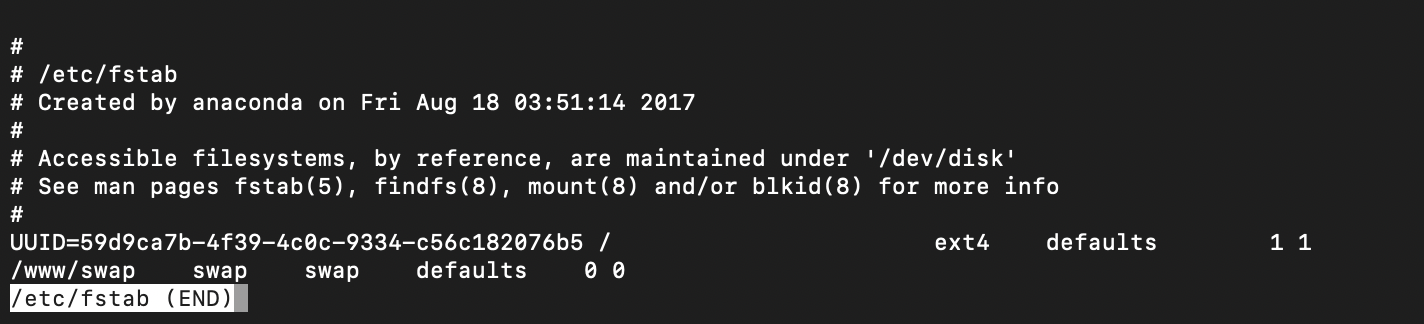 #
# /etc/fstab
# Created by anaconda on Fri Aug 18 03:51:14 2017
#
# Accessible filesystems, by reference, are maintained under '/dev/disk'
# See man pages fstab(5), findfs(8), mount(8) and/or blkid(8) for more info
#
UUID=59d9ca7b-4f39-4c0c-9334-c56c182076b5 /                       ext4    defaults        1 1
/www/swap    swap    swap    defaults    0 0
/etc/fstab (END)